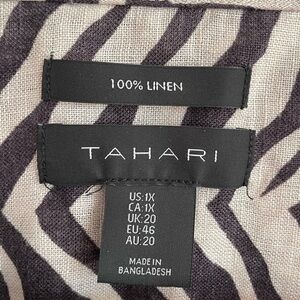 100% LINEN
TAHARI
US:1X
CA:1X
UK:20
EU:46
AU:20
MADE IN
BANGLADESH